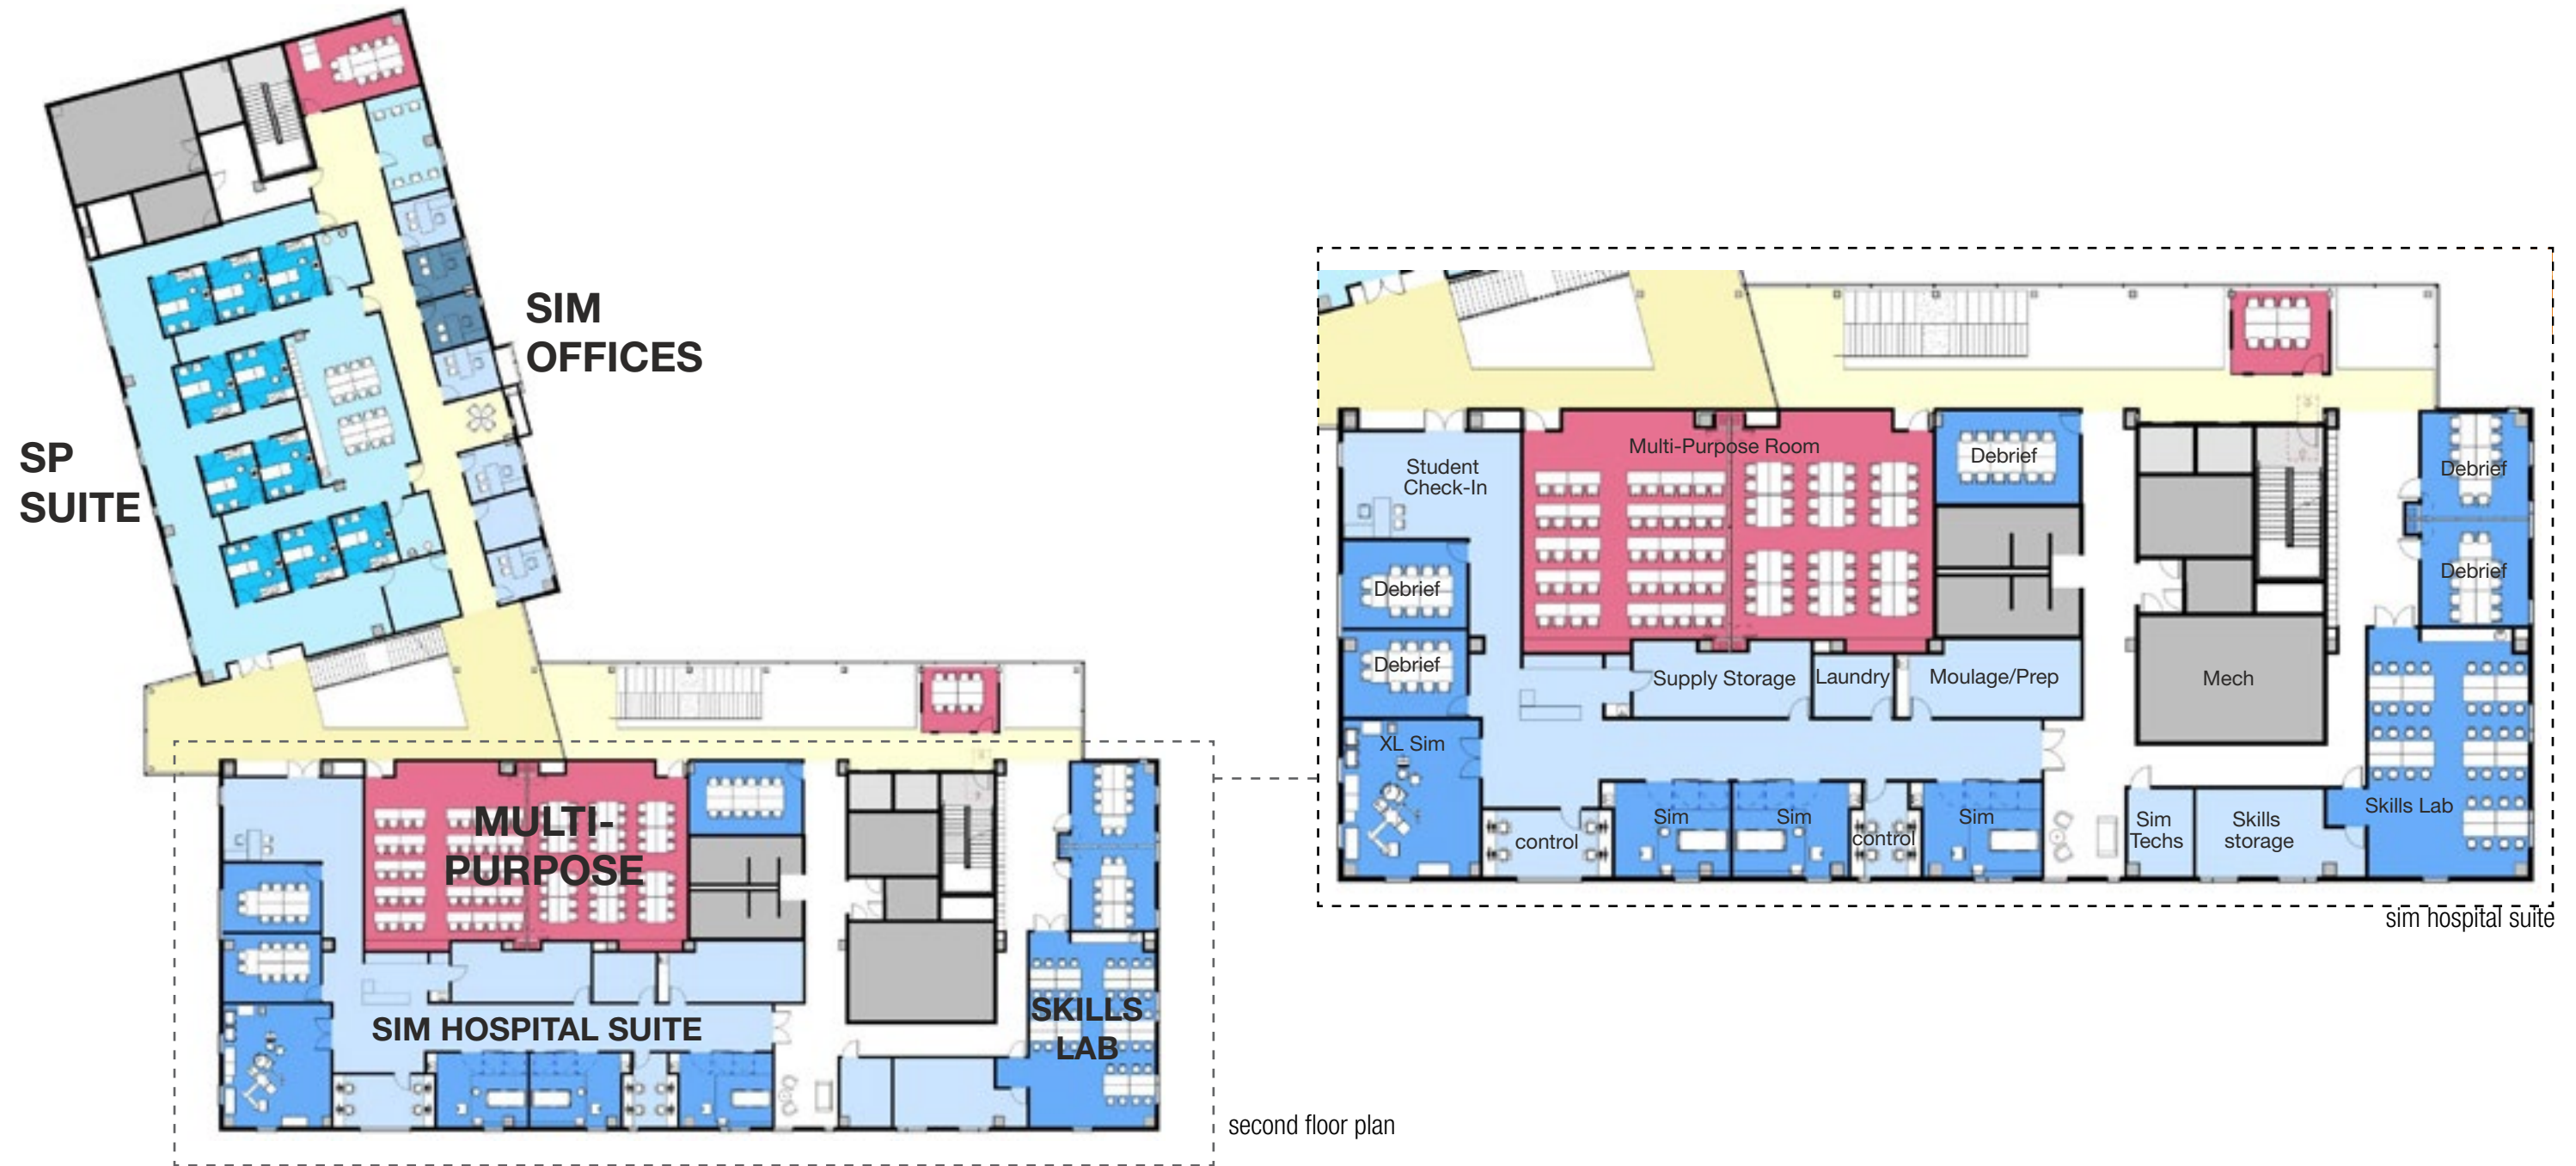 SIM
OFFICES
SP
SUITE
MULTI-
PURPOSE
SIM HOSPITAL SUITE
SKILLS
LAB
second floor plan
Multi-Purpose Room
Student
Check-In
Debrief
Debrief
Debrief
Debrief
Debrief
Supply Storage
Laundry
Moulage/Prep
Mech
XL Sim
control
Sim
Sim
control
Sim
Sim
Techs
Skills
storage
Skills Lab
sim hospital suite